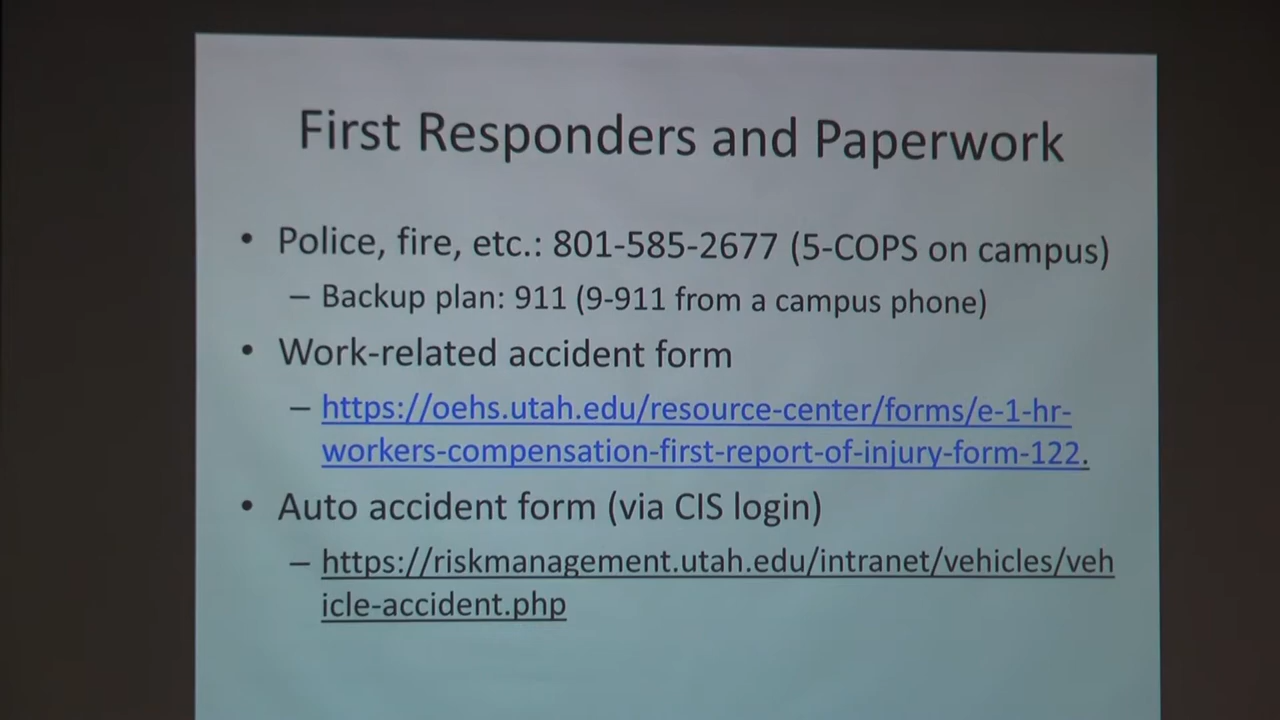 First Responders and Paperwork
• Police, fire, etc.: 801-585-2677 (5-COPS on campus)
– Backup plan: 911 (9-911 from a campus phone)
• Work-related accident form
– https://oehs.utah.edu/resource-center/forms/e-1-hr-
workers-compensation-first-report-of-injury-form-122.
• Auto accident form (via CIS login)
– https://riskmanagement.utah.edu/intranet/vehicles/veh
icle-accident.php